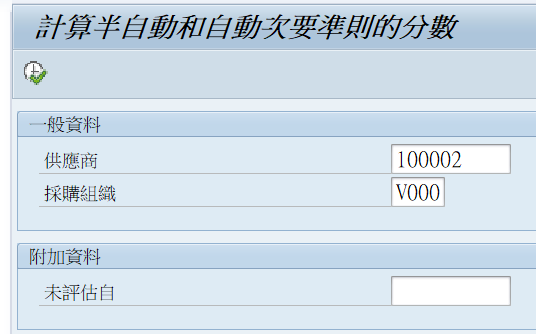 計算半自動和自動次要準則的分數
一般資料
供應商 100002
採購組織 V000
附加資料
未評估自